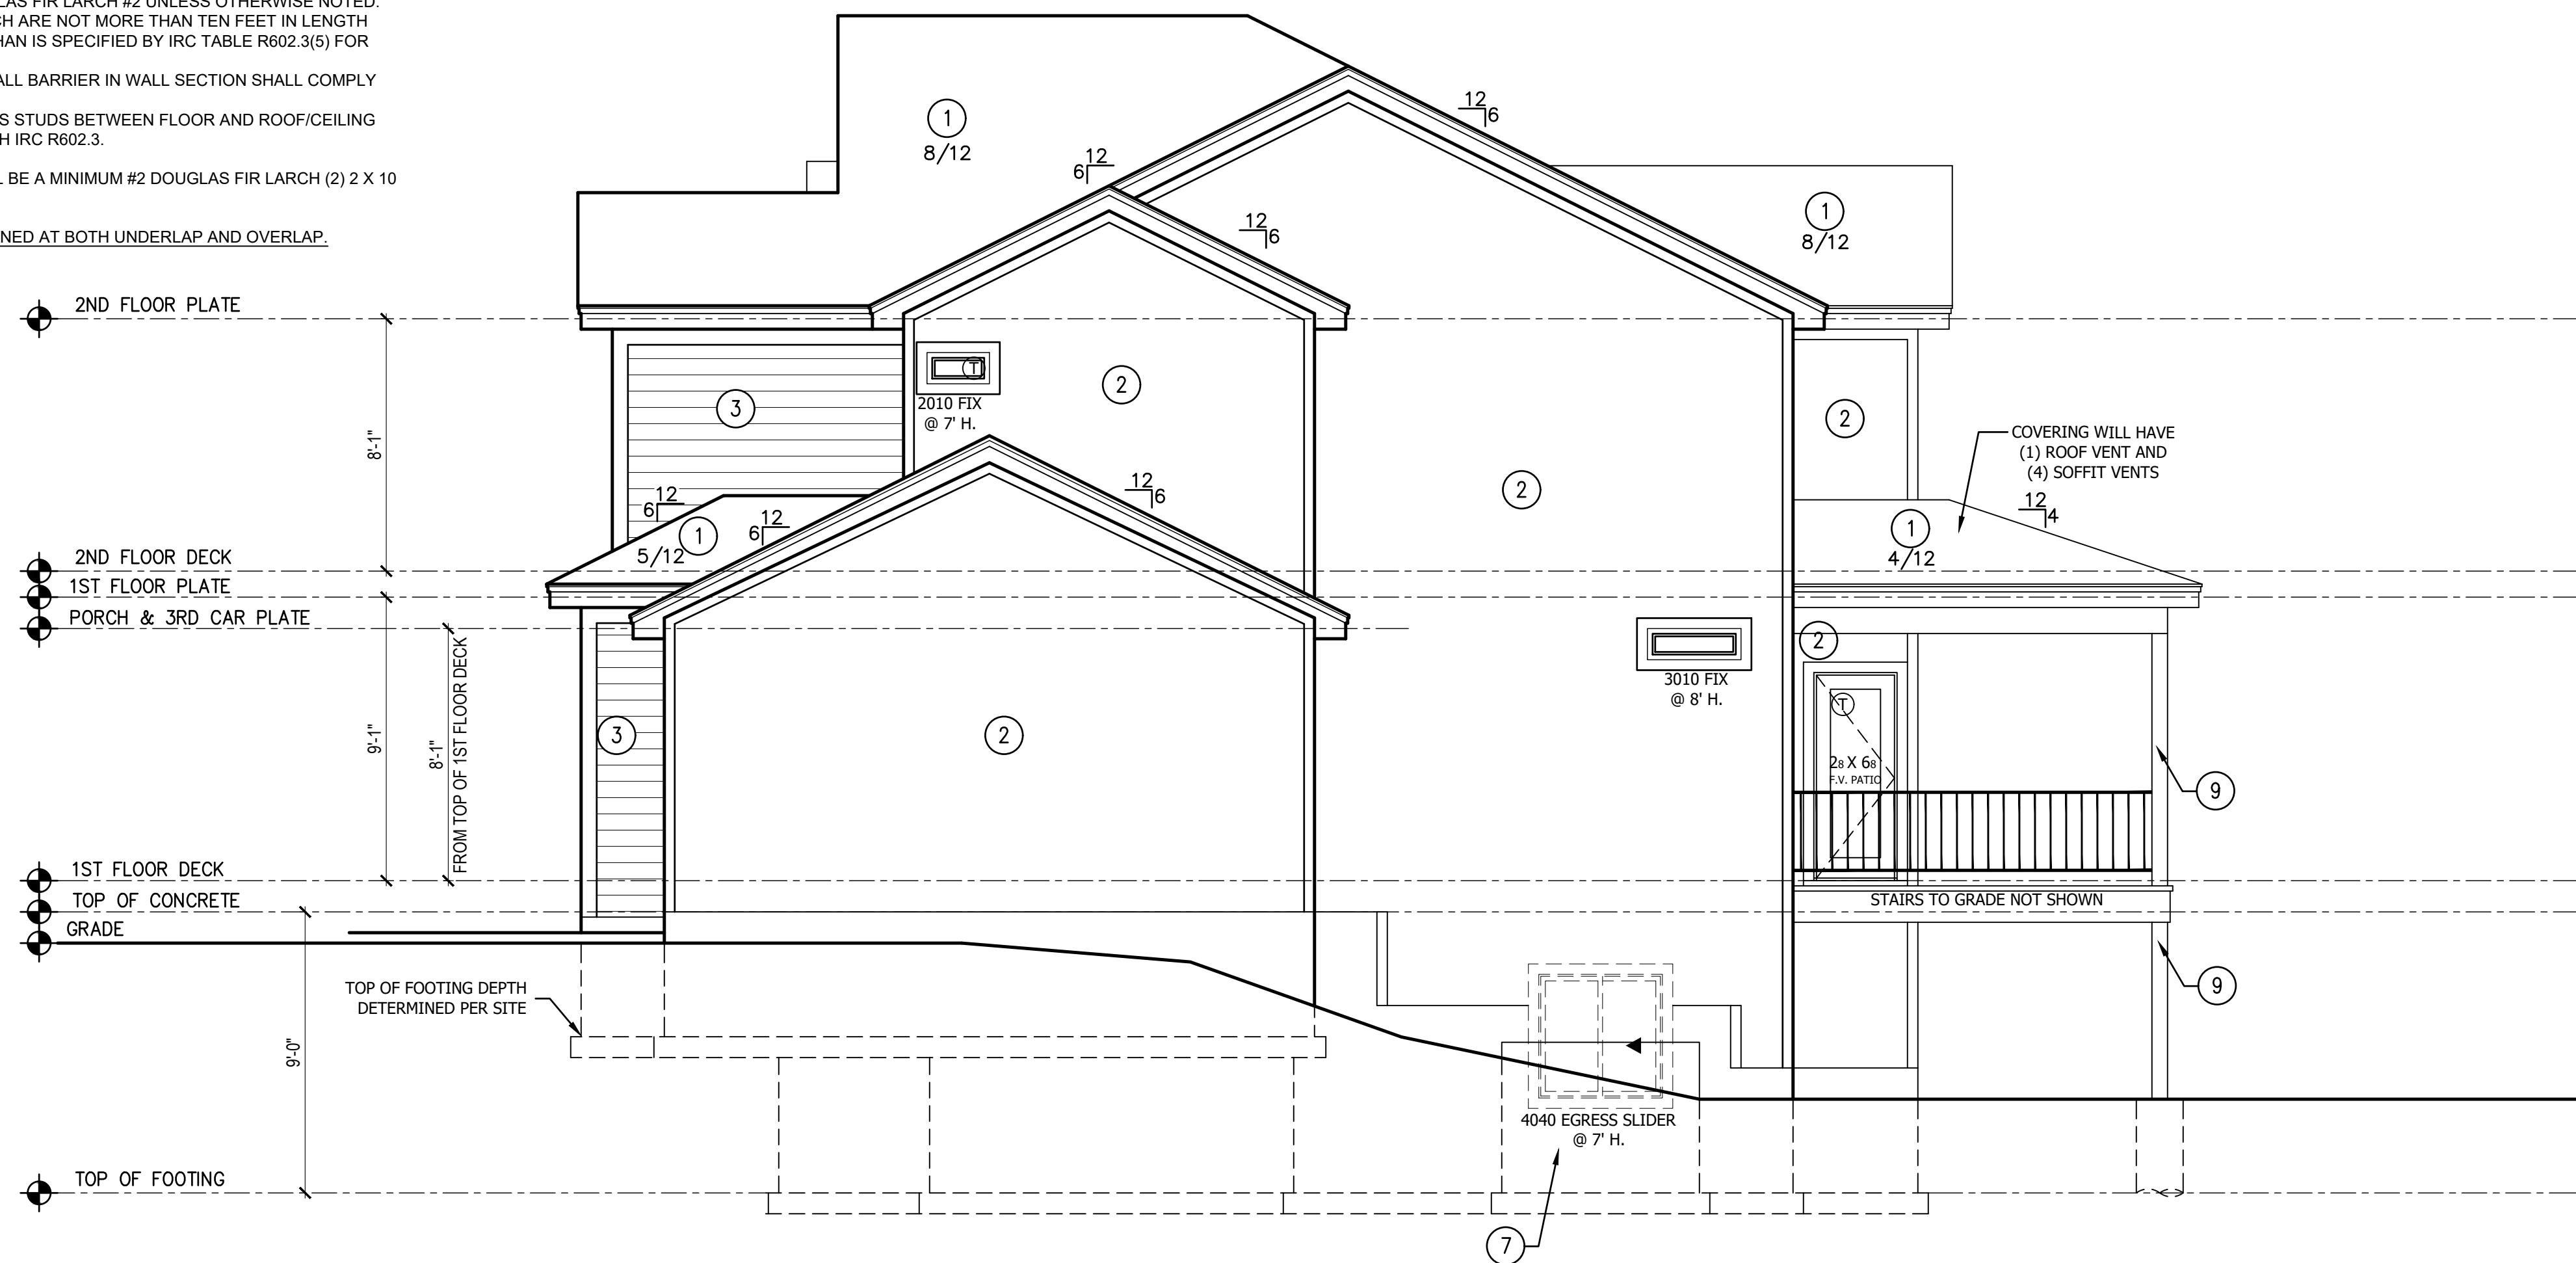 LAS FIR LARCH #2 UNLESS OTHERWISE NOTED.
CH ARE NOT MORE THAN TEN FEET IN LENGTH
HAN IS SPECIFIED BY IRC TABLE R602.3(5) FOR
ALL BARRIER IN WALL SECTION SHALL COMPLY
S STUDS BETWEEN FLOOR AND ROOF/CEILING
H IRC R602.3.
L BE A MINIMUM #2 DOUGLAS FIR LARCH (2) 2 X 10
NED AT BOTH UNDERLAP AND OVERLAP.
1
8/12
12
6
12
6
12
6
1
8/12
2ND FLOOR PLATE
8'-1"
3
T
2010 FIX
@ 7' H.
2
2
2
COVERING WILL HAVE
(1) ROOF VENT AND
(4) SOFFIT VENTS
12
4
12
6
12
6
12
6
1
5/12
1
4/12
2ND FLOOR DECK
1ST FLOOR PLATE
PORCH & 3RD CAR PLATE
9'-1"
8'-1"
FROM TOP OF 1ST FLOOR DECK
3
2
3010 FIX
@ 8' H.
2
T
28 X 68
F.V. PATIO
9
1ST FLOOR DECK
TOP OF CONCRETE
GRADE
STAIRS TO GRADE NOT SHOWN
9
TOP OF FOOTING DEPTH
DETERMINED PER SITE
9'-0"
4040 EGRESS SLIDER
@ 7' H.
TOP OF FOOTING
7